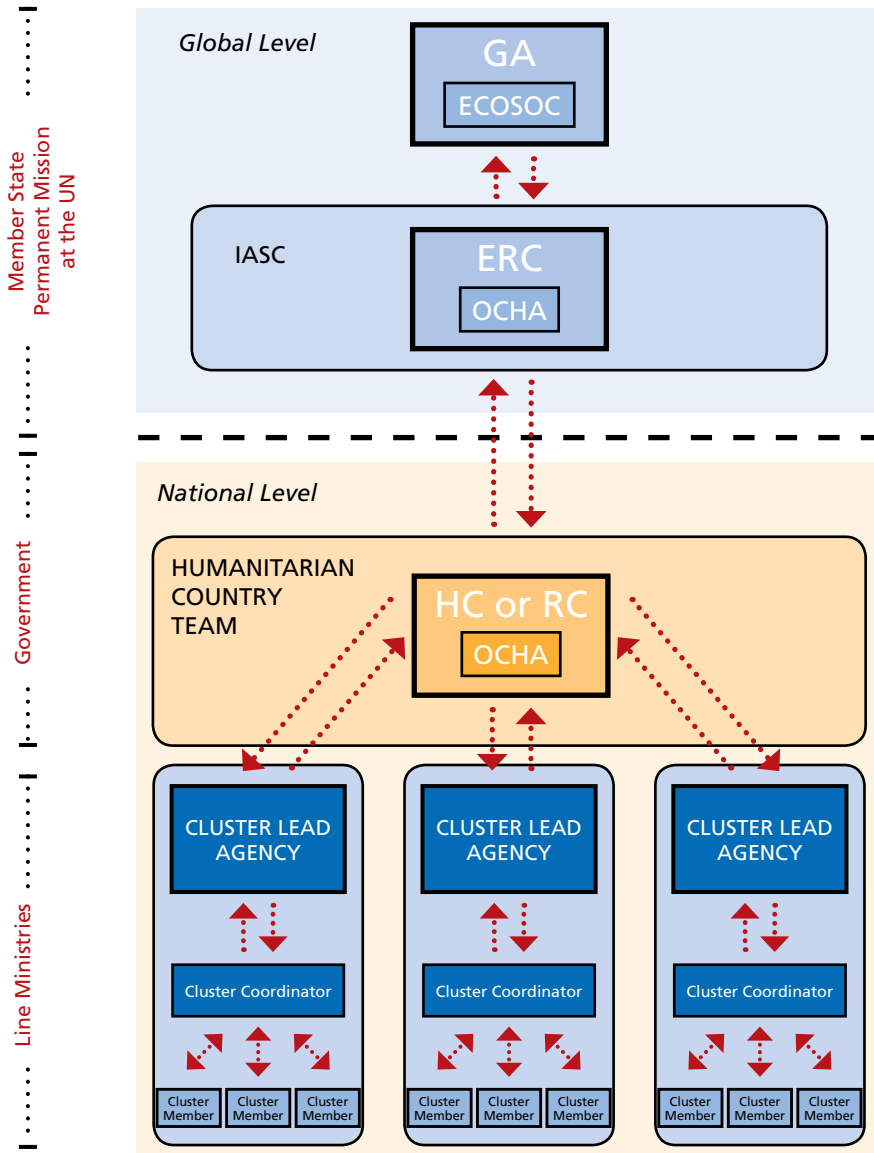 Member State
Permanent Mission
at the UN
Global Level
GA
ECOSOC
IASC
ERC
OCHA
Government
National Level
HUMANITARIAN
COUNTRY
TEAM
HC or RC
OCHA
Line Ministries
CLUSTER LEAD
AGENCY
Cluster Coordinator
Cluster
Member
Cluster
Member
Cluster
Member
CLUSTER LEAD
AGENCY
Cluster Coordinator
Cluster
Member
Cluster
Member
Cluster
Member
CLUSTER LEAD
AGENCY
Cluster Coordinator
Cluster
Member
Cluster
Member
Cluster
Member